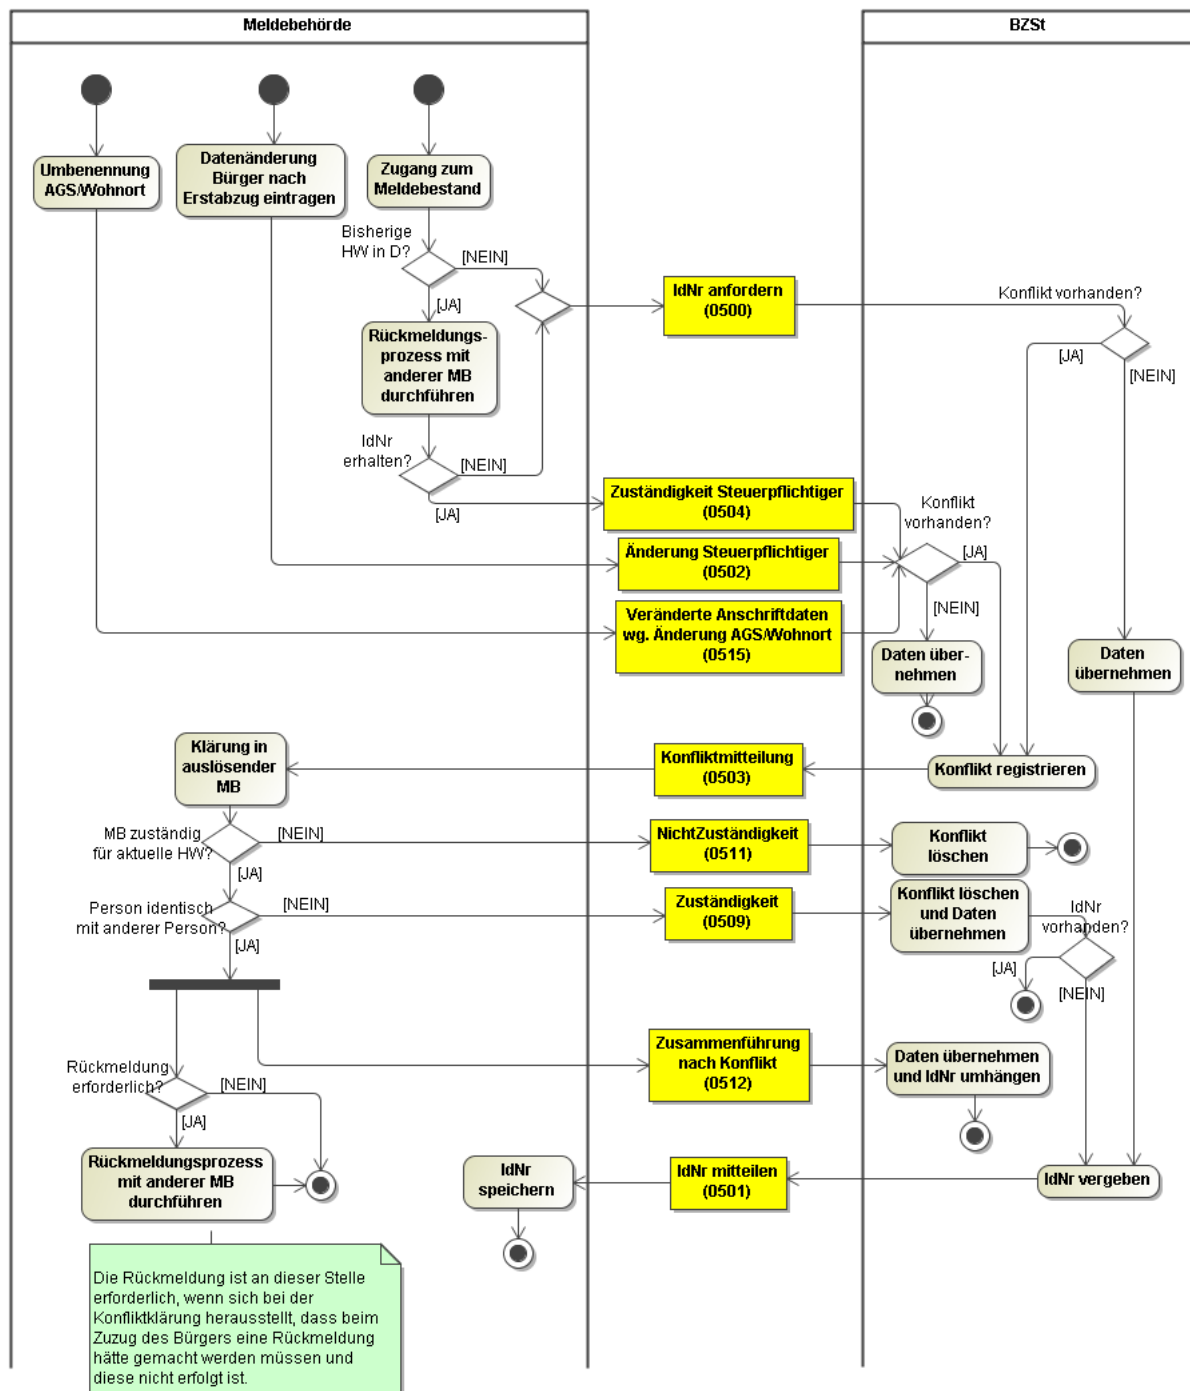 Meldebehörde
BZSt
Umbenennung
AGS/Wohnort
Datenänderung
Bürger nach
Erstabzug eintragen
Zugang zum
Meldebestand
Bisherige
HW in D?
[NEIN]
[JA]
Rückmeldungs-
prozess mit
anderer MB
durchführen
IdNr
erhalten?
[NEIN]
[JA]
IdNr anfordern
(0500)
Konflikt vorhanden?
[JA]
[NEIN]
Zuständigkeit Steuerpflichtiger
(0504)
Änderung Steuerpflichtiger
(0502)
Veränderte Anschriftdaten
wg. Änderung AGS/Wohnort
(0515)
Konflikt
vorhanden?
[JA]
[NEIN]
Daten über-
nehmen
Daten
übernehmen
Klärung in
auslösender
MB
Konfliktmitteilung
(0503)
Konflikt registrieren
MB zuständig
für aktuelle HW?
[NEIN]
[JA]
NichtZuständigkeit
(0511)
Konflikt
löschen
Person identisch
mit anderer Person?
[NEIN]
[JA]
Zuständigkeit
(0509)
Konflikt löschen
und Daten
übernehmen
IdNr
vorhanden?
[JA]
[NEIN]
Rückmeldung
erforderlich?
[NEIN]
[JA]
Zusammenführung
nach Konflikt
(0512)
Daten übernehmen
und IdNr umhängen
Rückmeldungsprozess
mit anderer MB
durchführen
IdNr
speichern
IdNr mitteilen
(0501)
IdNr vergeben
Die Rückmeldung ist an dieser Stelle
erforderlich, wenn sich bei der
Konfliktklärung herausstellt, dass beim
Zuzug des Bürgers eine Rückmeldung
hätte gemacht werden müssen und
diese nicht erfolgt ist.